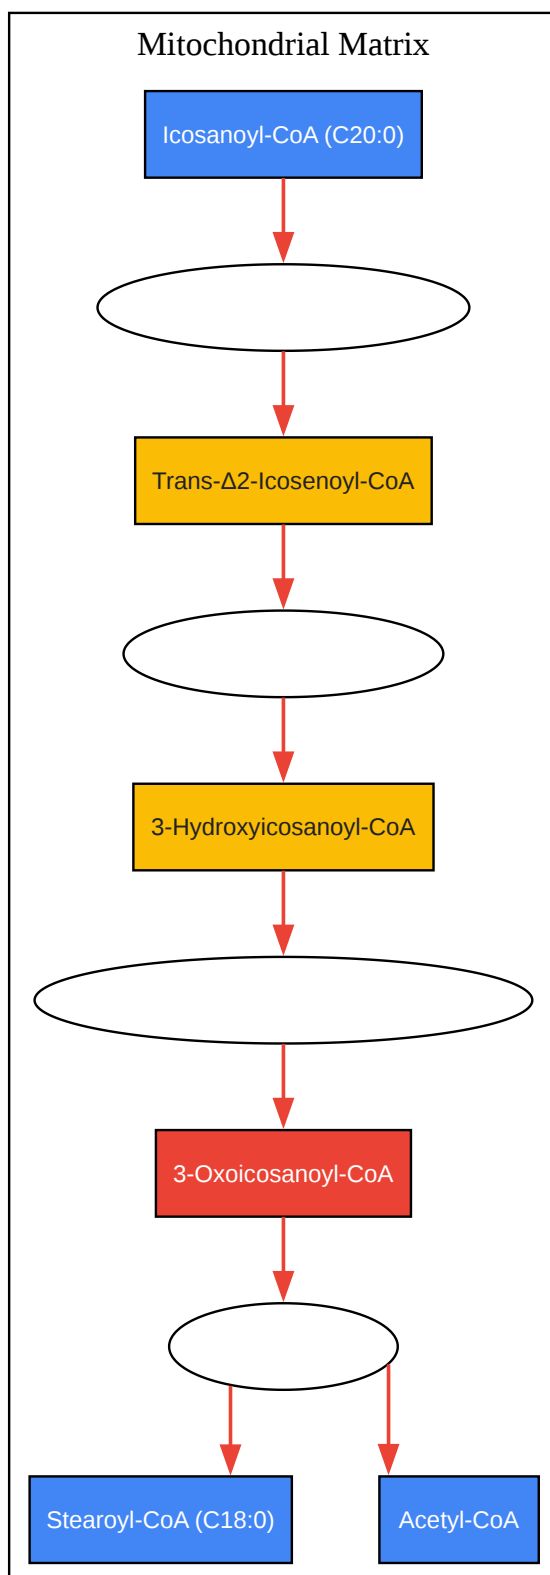 Mitochondrial Matrix
Icosanoyl-CoA (C20:0)
Trans-Δ2-Icosenoyl-CoA
3-Hydroxyicosanoyl-CoA
3-Oxoicosanoyl-CoA
Stearoyl-CoA (C18:0)
Acetyl-CoA